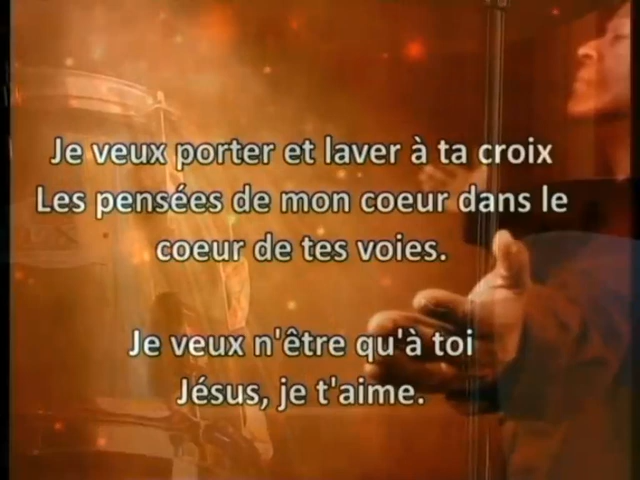 Je veux porter et laver à ta croix
Les pensées de mon coeur dans le
coeur de tes voies.
Je veux n'être qu'à toi
Jésus, je t'aime.